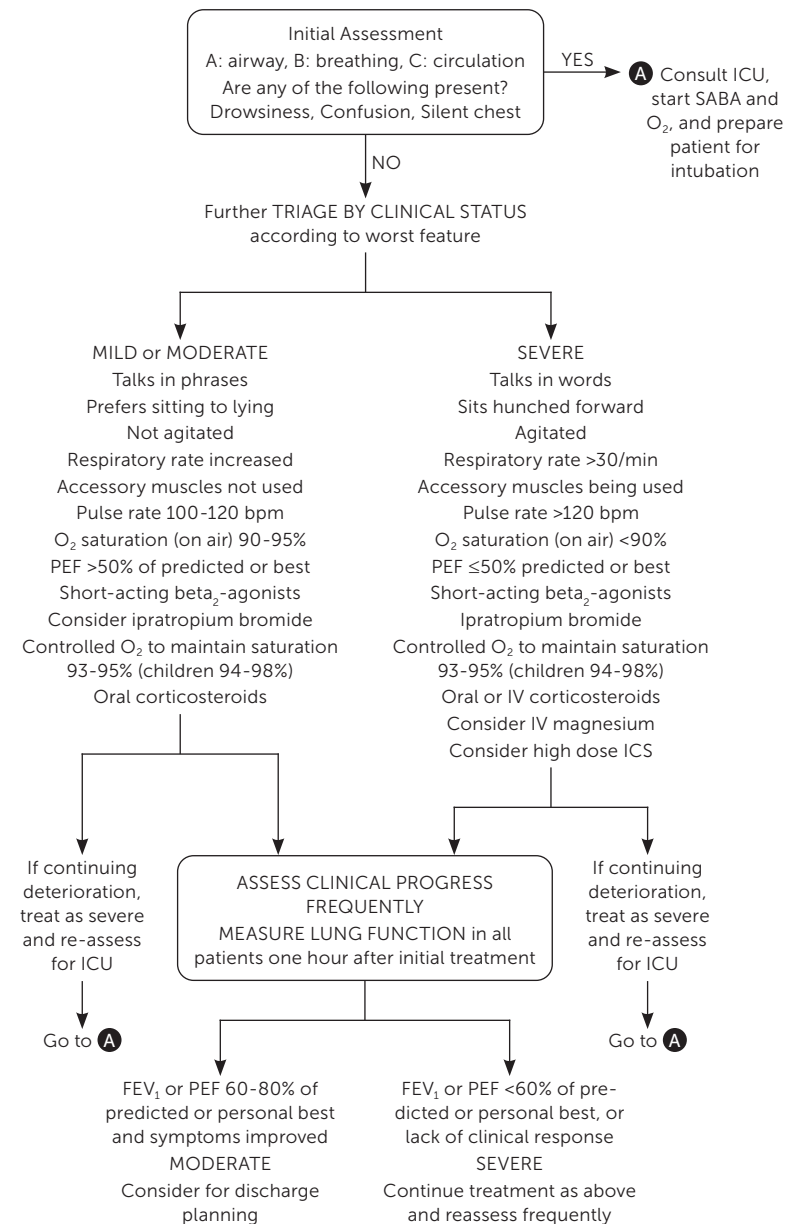 Initial Assessment
A: airway, B: breathing, C: circulation
Are any of the following present?
Drowsiness, Confusion, Silent chest
YES
A Consult ICU,
start SABA and
O₂, and prepare
patient for
intubation
NO
Further TRIAGE BY CLINICAL STATUS
according to worst feature
MILD or MODERATE
Talks in phrases
Prefers sitting to lying
Not agitated
Respiratory rate increased
Accessory muscles not used
Pulse rate 100-120 bpm
O₂ saturation (on air) 90-95%
PEF >50% of predicted or best
Short-acting beta₂-agonists
Consider ipratropium bromide
Controlled O₂ to maintain saturation
93-95% (children 94-98%)
Oral corticosteroids
SEVERE
Talks in words
Sits hunched forward
Agitated
Respiratory rate >30/min
Accessory muscles being used
Pulse rate >120 bpm
O₂ saturation (on air) <90%
PEF ≤50% predicted or best
Short-acting beta₂-agonists
Ipratropium bromide
Controlled O₂ to maintain saturation
93-95% (children 94-98%)
Oral or IV corticosteroids
Consider IV magnesium
Consider high dose ICS
If continuing
deterioration,
treat as severe
and re-assess
for ICU
Go to A
ASSESS CLINICAL PROGRESS
FREQUENTLY
MEASURE LUNG FUNCTION in all
patients one hour after initial treatment
If continuing
deterioration,
treat as severe
and re-assess
for ICU
Go to A
FEV₁ or PEF 60-80% of
predicted or personal best
and symptoms improved
MODERATE
Consider for discharge
planning
FEV₁ or PEF <60% of pre-
dicted or personal best, or
lack of clinical response
SEVERE
Continue treatment as above
and reassess frequently